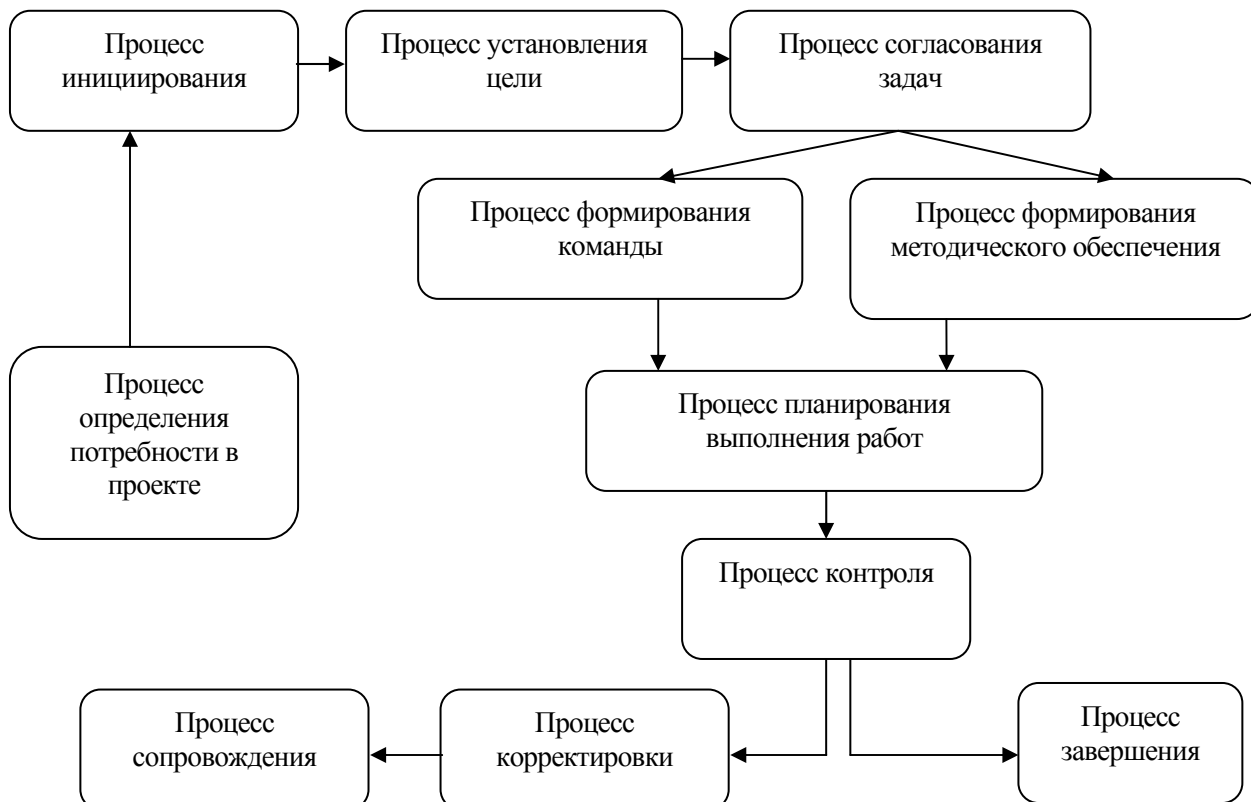 Процесс
инициирования
Процесс установления
цели
Процесс согласования
задач
Процесс формирования
команды
Процесс формирования
методического обеспечения
Процесс
определения
потребности в
проекте
Процесс планирования
выполнения работ
Процесс контроля
Процесс
сопровождения
Процесс
корректировки
Процесс
завершения